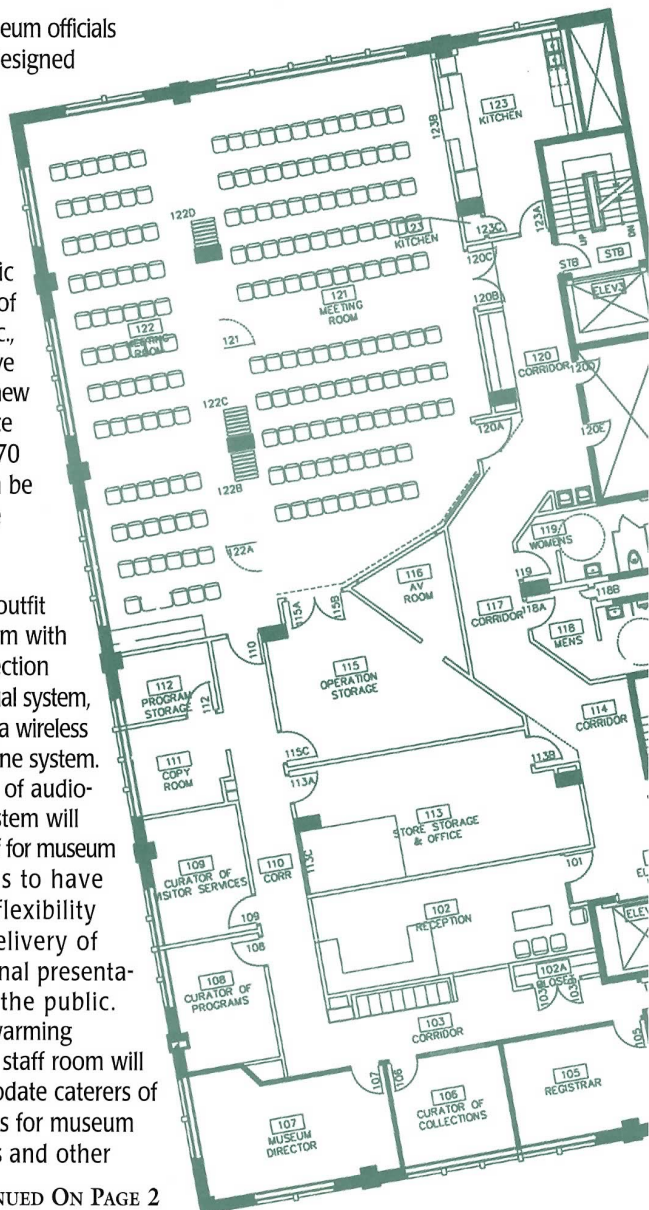 eum officials
esigned
ic
of
c.,
ve
new
70
n be
outfit
m with
ection
ual system,
a wireless
ne system.
of audio-
stem will
f for museum
s to have
flexibility
elivery of
nal presenta-
the public.
varming
staff room will
odate caterers of
s for museum
s and other
NUED ON PAGE 2
123
KITCHEN
123B
123A
122D
123
KITCHEN
123C
120C
UP
DN
STB
STB
ELEV3
121
MEETING
ROOM
120B
122
MEETING
ROOM
121
120
CORRIDOR
120D
122C
120A
120E
122B
122A
119
WOMENS
116
AV
ROOM
119
118A
118B
117
CORRIDOR
118
MENS
115A
115B
110
115
OPERATION
STORAGE
112
PROGRAM
STORAGE
112
114
CORRIDOR
111
COPY
ROOM
115C
113A
113B
113
STORE STORAGE
& OFFICE
113C
109
CURATOR OF
VISITOR SERVICES
110
CORR
101
109
102
RECEPTION
ELEV
108
108
CURATOR OF
PROGRAMS
102A
CLOSET
103
CORRIDOR
105
107
106
105
REGISTRAR
106
CURATOR OF
COLLECTIONS
107
MUSEUM
DIRECTOR